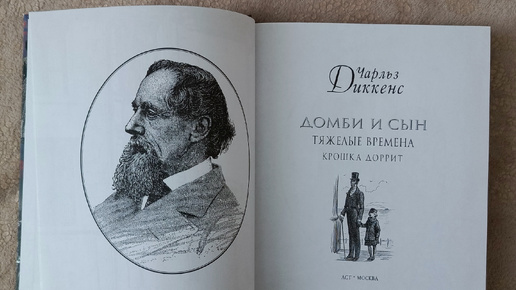 Чарльз
Диккенс
ДОМБИ И СЫН
ТЯЖЕЛЫЕ ВРЕМЕНА
КРОШКА ДОРРИТ
АСТ * МОСКВА